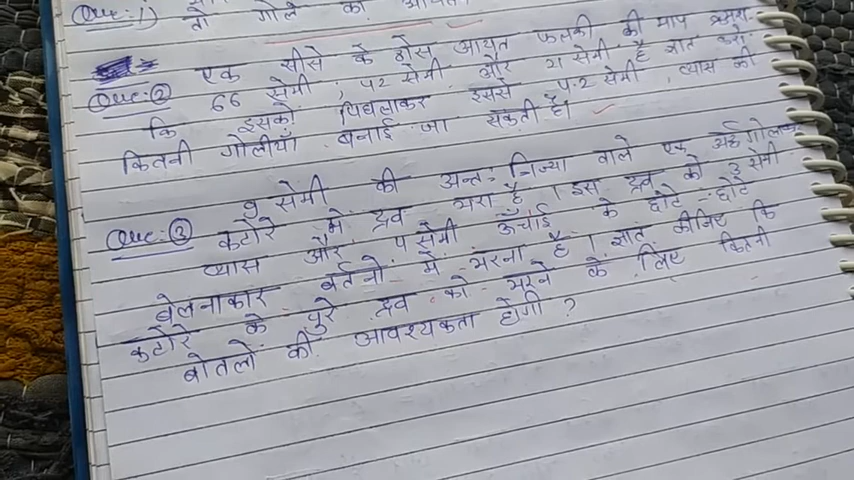 Que:1) तो गोले का
Que:② एक सीसे के ठोस आयत फलकी की माप क्रमश:
66 सेमी, 42 सेमी और 21 सेमी है ज्ञात करो
कि इसको पिघलाकर इससे 4.2 सेमी व्यास की
कितनी गोलीयाँ बनाई जा सकती है।
9 सेमी की अन्त: त्रिज्या वाले एक अर्द्धगोलाकार
Que:③ कटोरे मे द्रव भरा है। इस द्रव को 3 सेमी
व्यास और 4 सेमी ऊँचाई के छोटे-छोटे
बेलनाकार बर्तनो में भरना है। ज्ञात कीजिए कि
कटोरे के पुरे द्रव को भरने के लिए कितनी
बोतलों की आवश्यकता होगी?